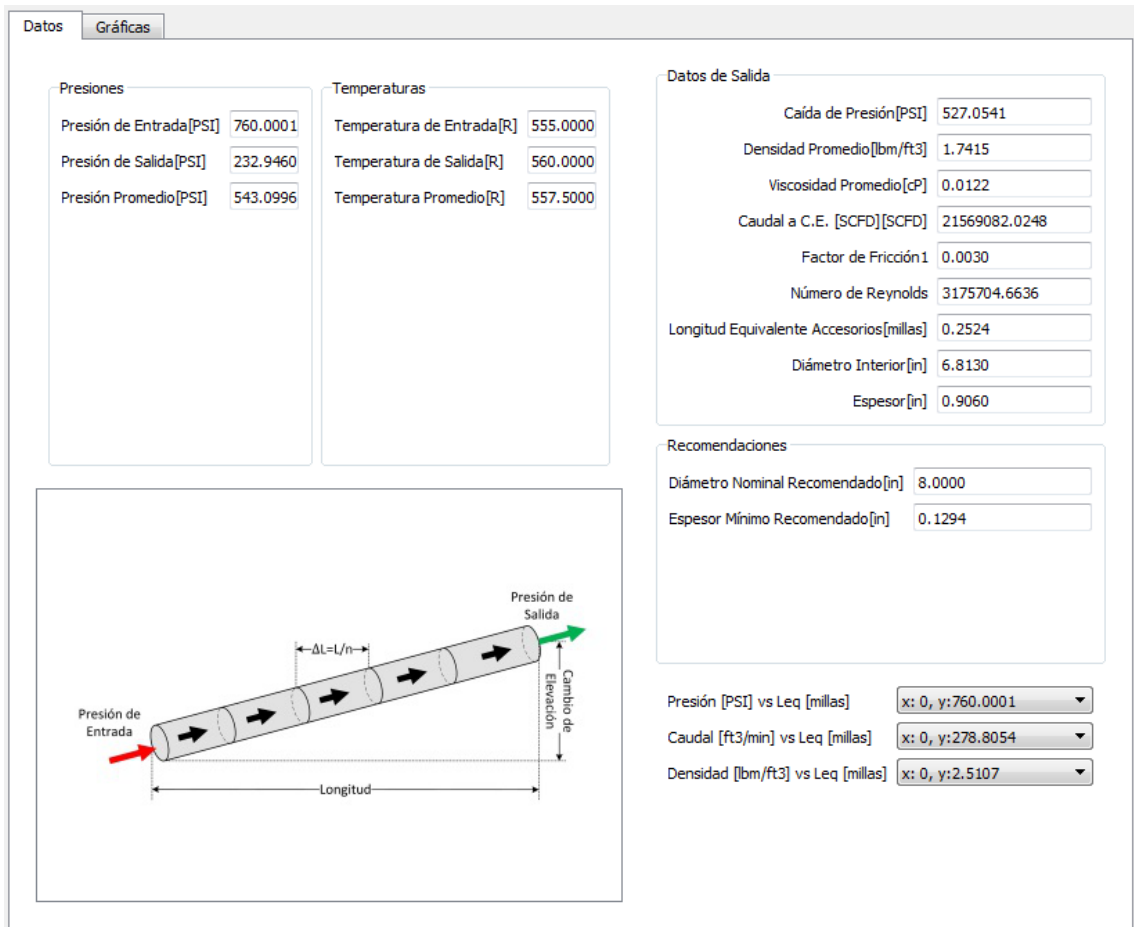 Datos Gráficas
Presiones
Presión de Entrada[PSI] 760.0001
Presión de Salida[PSI] 232.9460
Presión Promedio[PSI] 543.0996
Temperaturas
Temperatura de Entrada[R] 555.0000
Temperatura de Salida[R] 560.0000
Temperatura Promedio[R] 557.5000
Datos de Salida
Caída de Presión[PSI] 527.0541
Densidad Promedio[lbm/ft3] 1.7415
Viscosidad Promedio[cP] 0.0122
Caudal a C.E. [SCFD][SCFD] 21569082.0248
Factor de Fricción1 0.0030
Número de Reynolds 3175704.6636
Longitud Equivalente Accesorios[millas] 0.2524
Diámetro Interior[in] 6.8130
Espesor[in] 0.9060
Recomendaciones
Diámetro Nominal Recomendado[in] 8.0000
Espesor Mínimo Recomendado[in] 0.1294
Presión de
Salida
ΔL=L/n
Cambio de
Elevación
Presión de
Entrada
Longitud
Presión [PSI] vs Leq [millas] x: 0, y:760.0001
Caudal [ft3/min] vs Leq [millas] x: 0, y:278.8054
Densidad [lbm/ft3] vs Leq [millas] x: 0, y:2.5107